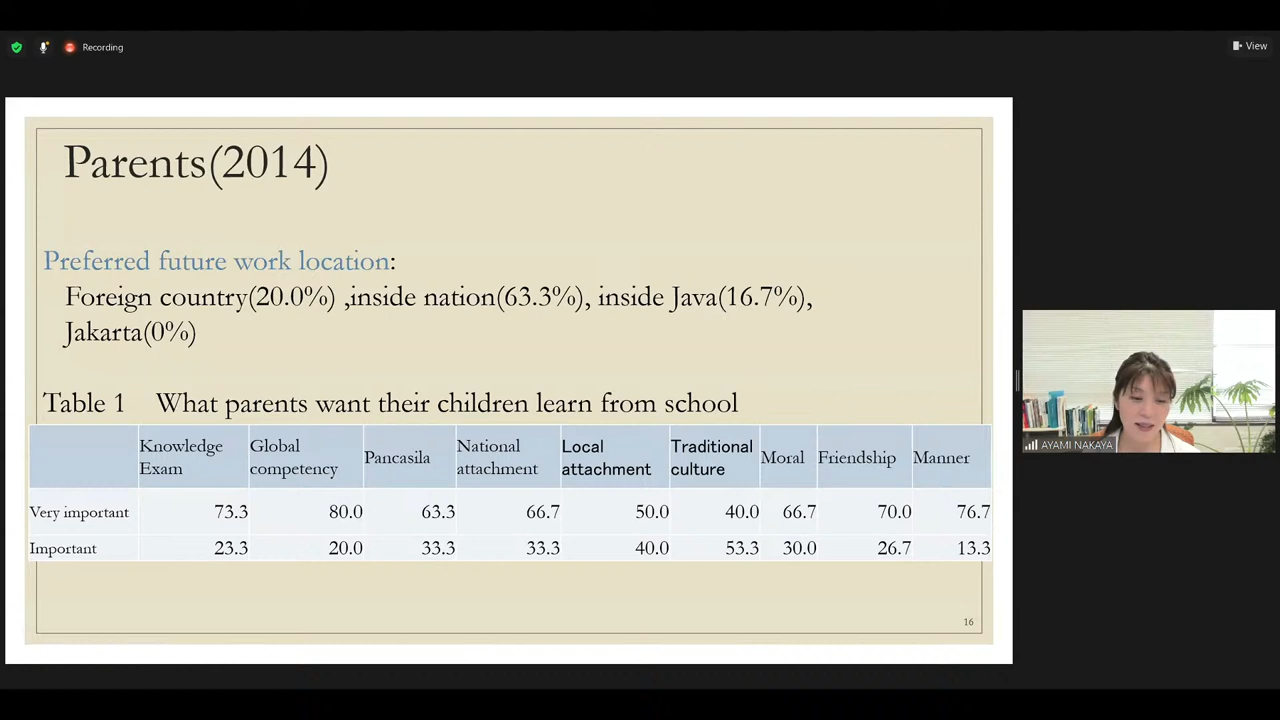 Recording
View
Parents(2014)
Preferred future work location:
Foreign country(20.0%) ,inside nation(63.3%), inside Java(16.7%),
Jakarta(0%)
Table 1 What parents want their children learn from school
Knowledge Exam Global competency Pancasila National attachment Local attachment Traditional culture Moral Friendship Manner
Very important 73.3 80.0 63.3 66.7 50.0 40.0 66.7 70.0 76.7
Important 23.3 20.0 33.3 33.3 40.0 53.3 30.0 26.7 13.3
16
AYAMI NAKAYA